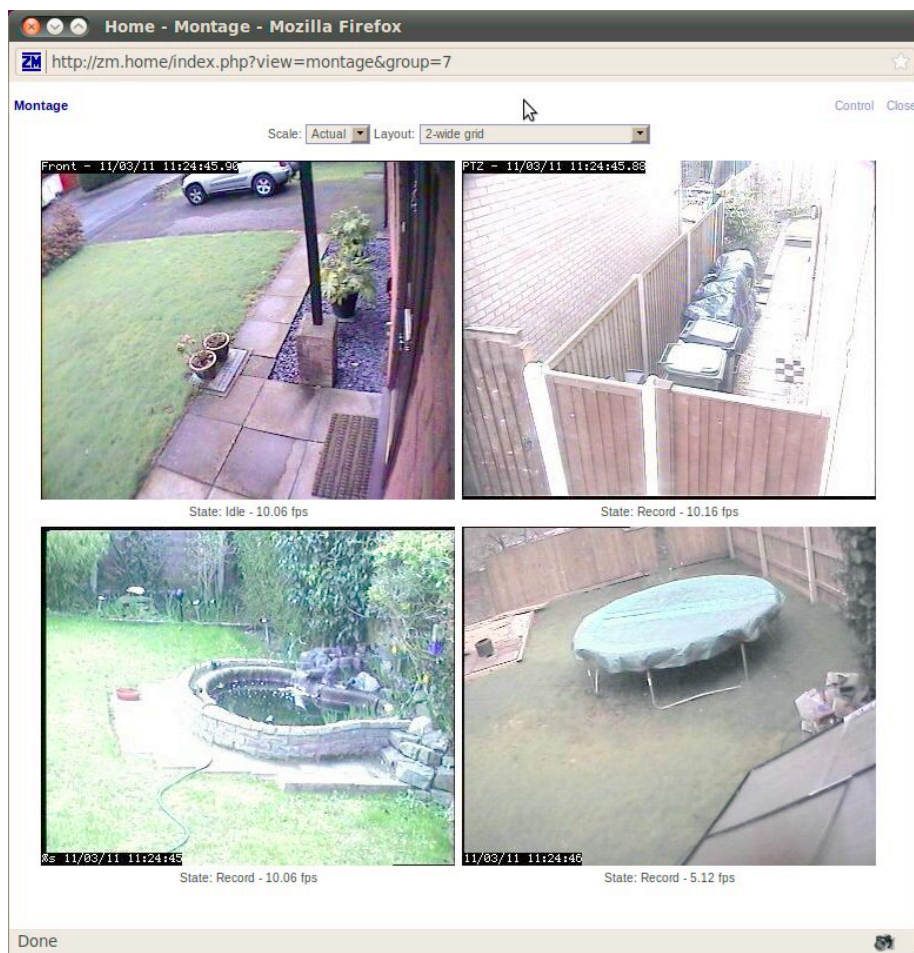 Home - Montage - Mozilla Firefox
ZM http://zm.home/index.php?view=montage&group=7
Montage Control Close
Scale: Actual Layout: 2-wide grid
Front - 11/03/11 11:24:45.90 PTZ - 11/03/11 11:24:45.88
State: Idle - 10.06 fps State: Record - 10.16 fps
%s 11/03/11 11:24:45 11/03/11 11:24:46
State: Record - 10.06 fps State: Record - 5.12 fps
Done